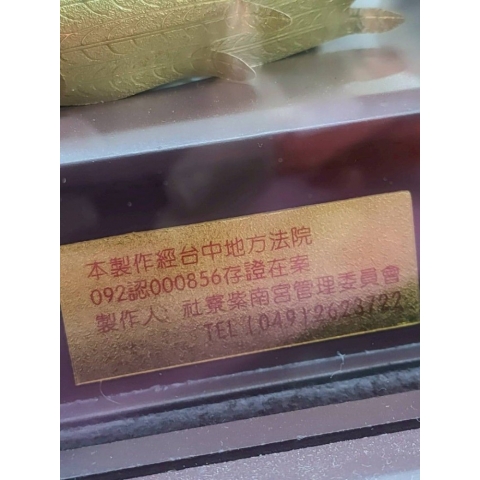 本製作經台中地方法院
092認000856存證在案
製作人: 社寮紫南宮管理委員會
TEL (049) 2623722